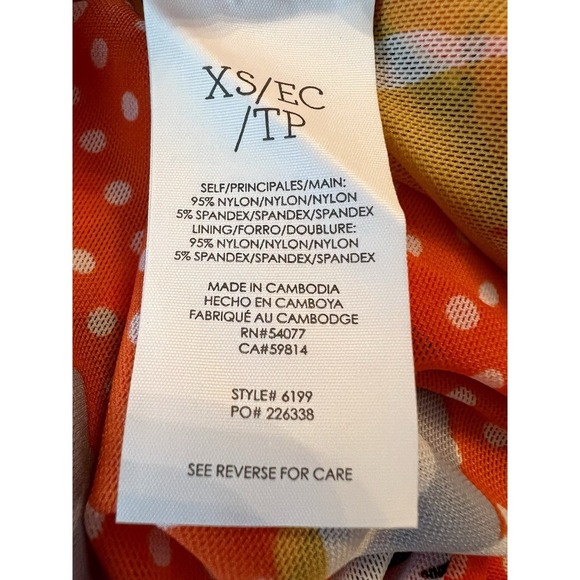 XS/EC
/TP
SELF/PRINCIPALES/MAIN:
95% NYLON/NYLON/NYLON
5% SPANDEX/SPANDEX/SPANDEX
LINING/FORRO/DOUBLURE:
95% NYLON/NYLON/NYLON
5% SPANDEX/SPANDEX/SPANDEX
MADE IN CAMBODIA
HECHO EN CAMBOYA
FABRIQUÉ AU CAMBODGE
RN#54077
CA#59814
STYLE# 6199
PO# 226338
SEE REVERSE FOR CARE